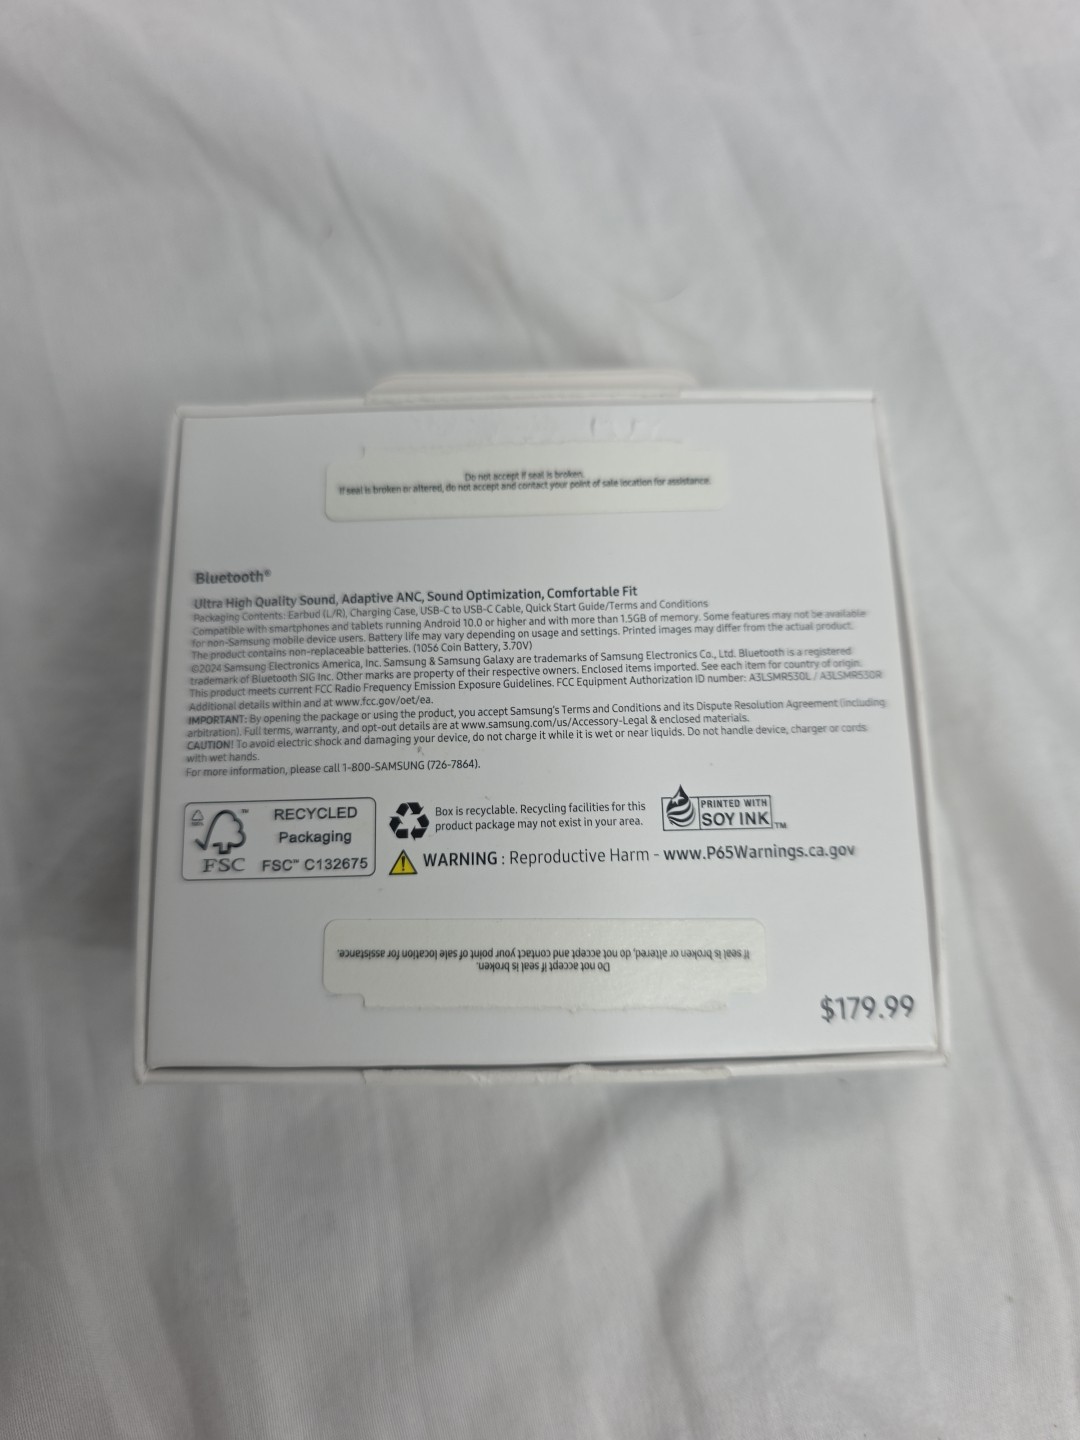 Do not accept if seal is broken.
If seal is broken or altered, do not accept and contact your point of sale location for assistance.
Bluetooth®
Ultra High Quality Sound, Adaptive ANC, Sound Optimization, Comfortable Fit
Packaging Contents: Earbud (L/R), Charging Case, USB-C to USB-C Cable, Quick Start Guide/Terms and Conditions
Compatible with smartphones and tablets running Android 10.0 or higher and with more than 1.5GB of memory. Some features may not be available
for non-Samsung mobile device users. Battery life may vary depending on usage and settings. Printed images may differ from the actual product.
The product contains non-replaceable batteries. (1056 Coin Battery, 3.70V)
©2024 Samsung Electronics America, Inc. Samsung & Samsung Galaxy are trademarks of Samsung Electronics Co., Ltd. Bluetooth is a registered
trademark of Bluetooth SIG Inc. Other marks are property of their respective owners. Enclosed items imported. See each item for country of origin.
This product meets current FCC Radio Frequency Emission Exposure Guidelines. FCC Equipment Authorization ID number: A3LSMR530L / A3LSMR530R
Additional details within and at www.fcc.gov/oet/ea.
IMPORTANT: By opening the package or using the product, you accept Samsung's Terms and Conditions and its Dispute Resolution Agreement (including
arbitration). Full terms, warranty, and opt-out details are at www.samsung.com/us/Accessory-Legal & enclosed materials.
CAUTION! To avoid electric shock and damaging your device, do not charge it while it is wet or near liquids. Do not handle device, charger or cords
with wet hands.
For more information, please call 1-800-SAMSUNG (726-7864).
RECYCLED
Packaging
FSC FSC™ C132675
Box is recyclable. Recycling facilities for this
product package may not exist in your area.
PRINTED WITH
SOY INK TM
WARNING : Reproductive Harm - www.P65Warnings.ca.gov
Do not accept if seal is broken.
If seal is broken or altered, do not accept and contact your point of sale location for assistance.
$179.99